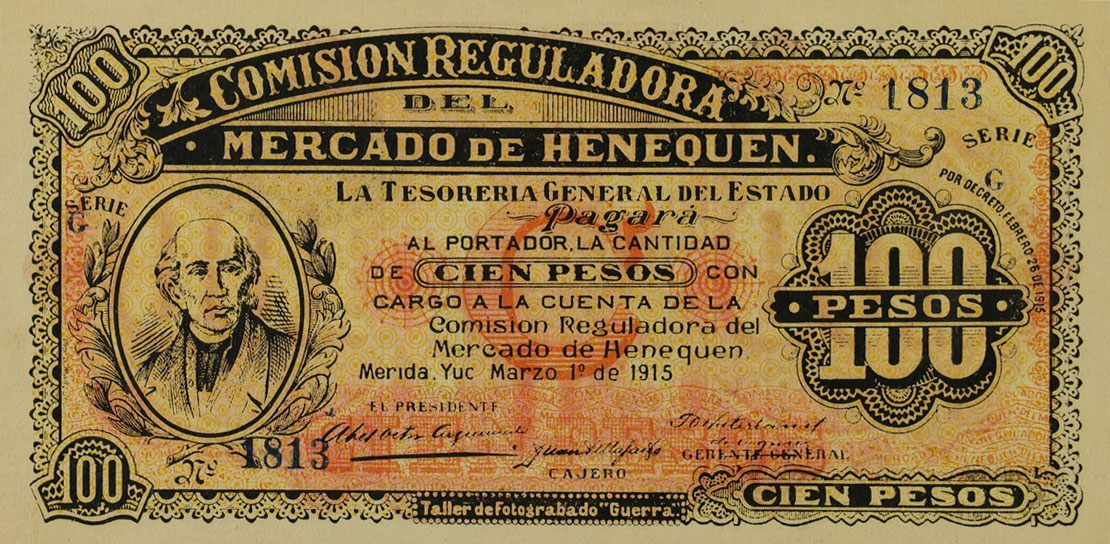 100
COMISION REGULADORA
100
DEL
Nº 1813
MERCADO DE HENEQUEN.
SERIE
G
LA TESORERIA GENERAL DEL ESTADO
POR DECRETO FEBRERO 26 DE 1915
SERIE
G
Pagará
AL PORTADOR, LA CANTIDAD
DE CIEN PESOS CON
100
PESOS
CARGO A LA CUENTA DE LA
Comision Reguladora del
Mercado de Henequen
Merida, Yuc Marzo 1º de 1915
EL PRESIDENTE
Nº 1813
CAJERO
GERENTE GENERAL
100
CIEN PESOS
Taller de Fotograbado "Guerra"